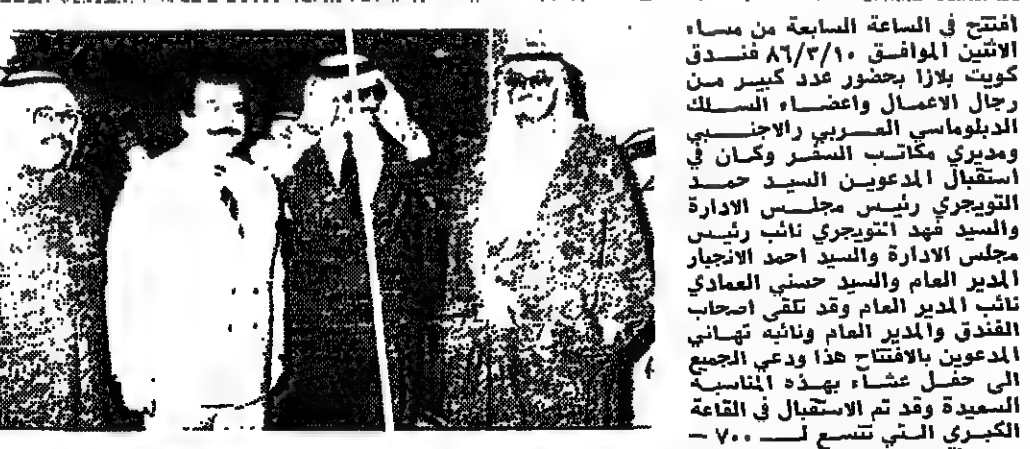 افتتح في الساعة السابعة من مساء
الاثنين الموافق ٨٦/٣/١٠ فندق
كويت بلازا بحضور عدد كبير من
رجال الاعمال واعضاء السلك
الدبلوماسي العربي والاجنبي
ومديري مكاتب السفر وكان في
استقبال المدعوين السيد حمد
التويجري رئيس مجلس الادارة
والسيد فهد التويجري نائب رئيس
مجلس الادارة والسيد احمد الانجبار
المدير العام والسيد حسني العمادي
نائب المدير العام وقد تلقى اصحاب
الفندق والمدير العام ونائبه تهاني
المدعوين بالافتتاح هذا ودعي الجميع
الى حفل عشاء بهذه المناسبة
السعيدة وقد تم الاستقبال في القاعة
الكبري التي تتسع لـ ٧٠٠ —